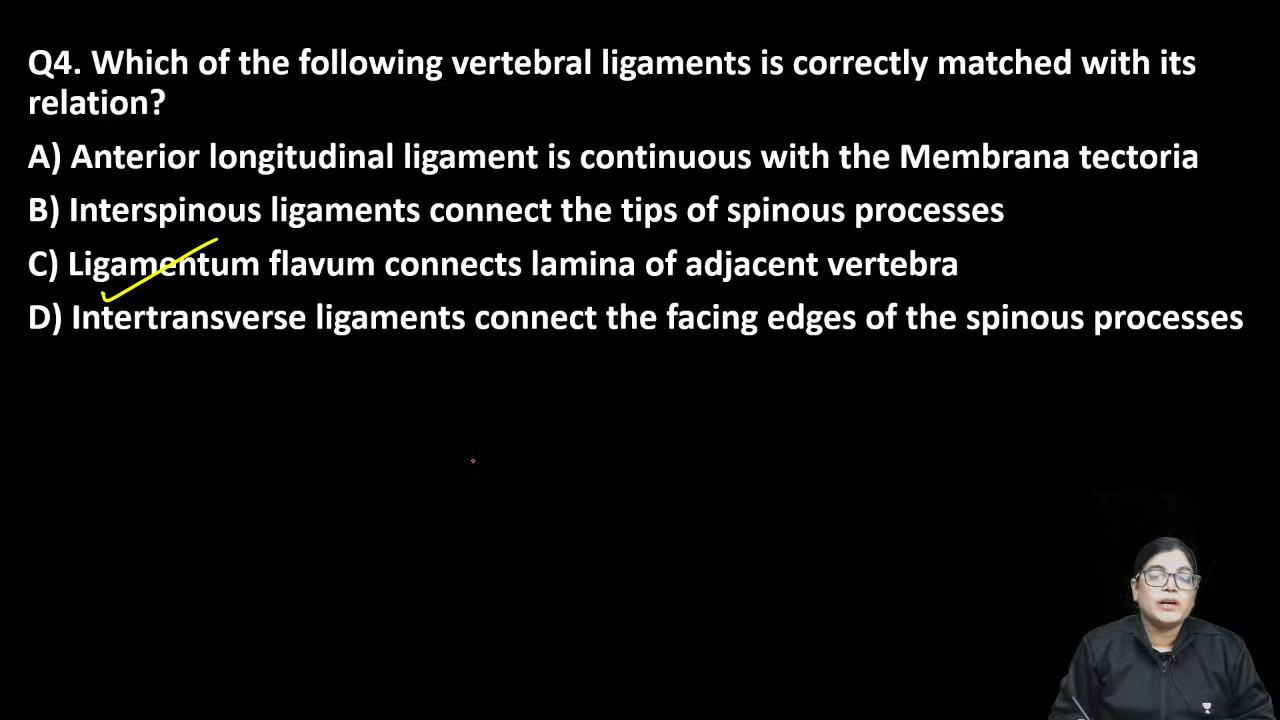 Q4. Which of the following vertebral ligaments is correctly matched with its
relation?
A) Anterior longitudinal ligament is continuous with the Membrana tectoria
B) Interspinous ligaments connect the tips of spinous processes
C) Ligamentum flavum connects lamina of adjacent vertebra
D) Intertransverse ligaments connect the facing edges of the spinous processes